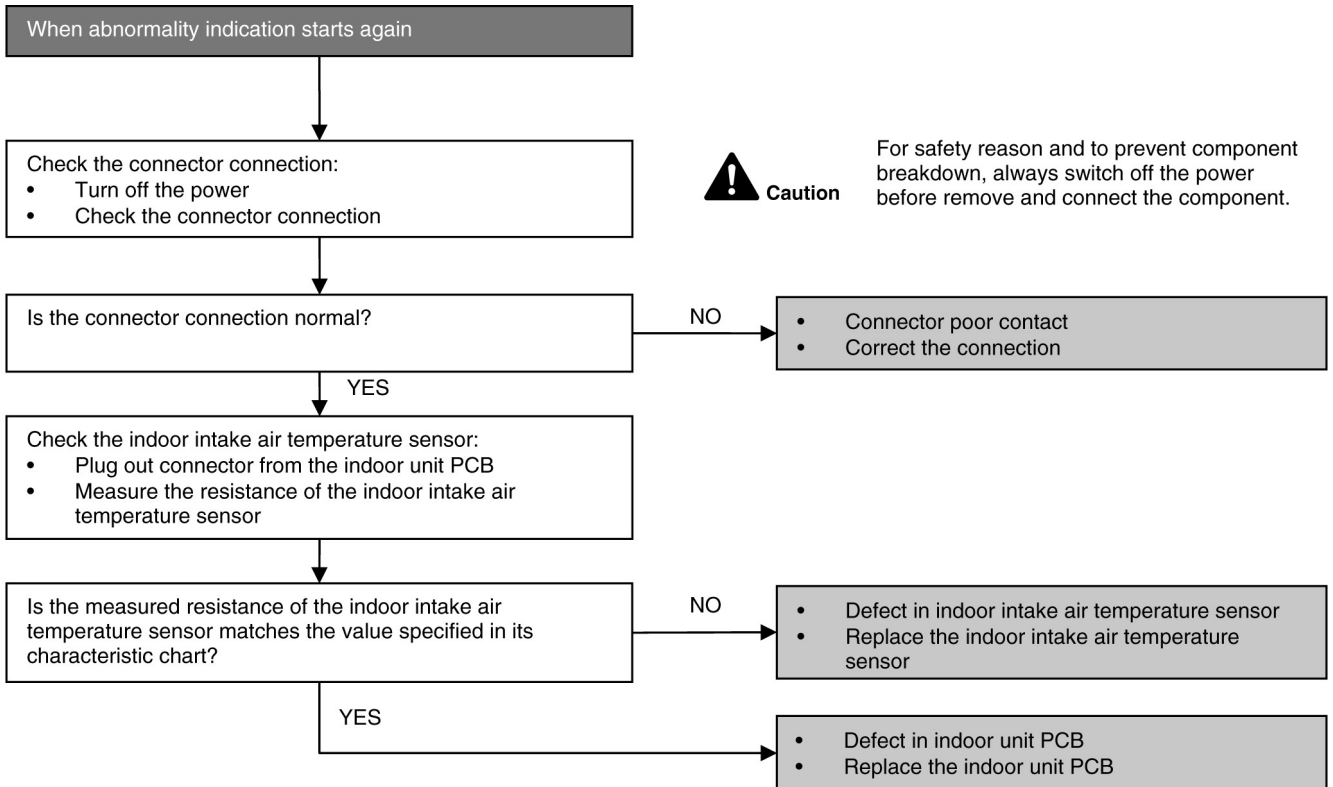 When abnormality indication starts again
Check the connector connection:
• Turn off the power
• Check the connector connection
Caution
For safety reason and to prevent component
breakdown, always switch off the power
before remove and connect the component.
Is the connector connection normal?
NO
• Connector poor contact
• Correct the connection
YES
Check the indoor intake air temperature sensor:
• Plug out connector from the indoor unit PCB
• Measure the resistance of the indoor intake air
temperature sensor
Is the measured resistance of the indoor intake air
temperature sensor matches the value specified in its
characteristic chart?
NO
• Defect in indoor intake air temperature sensor
• Replace the indoor intake air temperature
sensor
YES
• Defect in indoor unit PCB
• Replace the indoor unit PCB